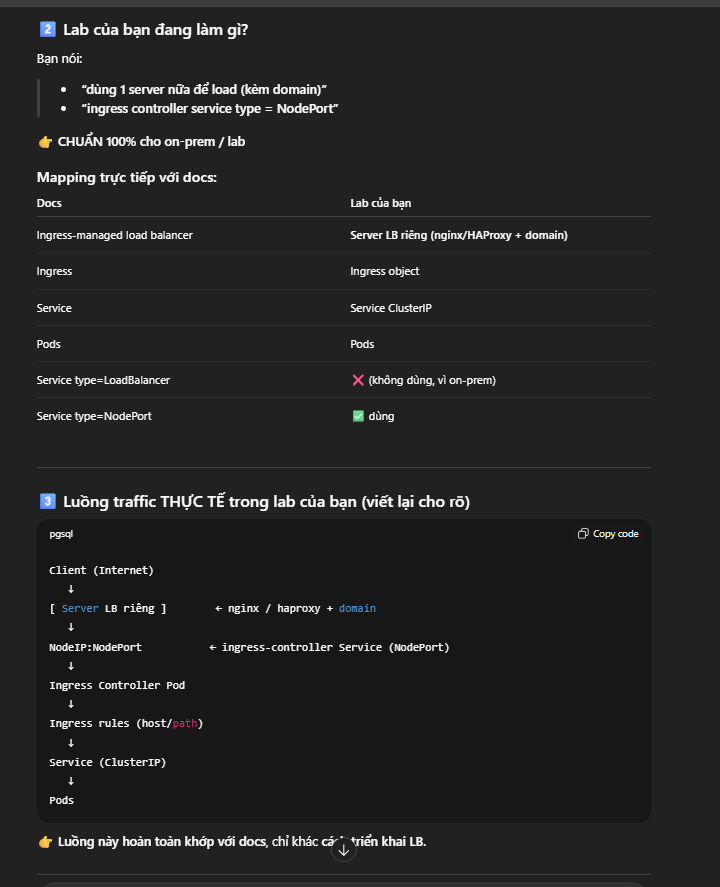 2 Lab của bạn đang làm gì?
Bạn nói:
• “dùng 1 server nữa để load (kèm domain)”
• “ingress controller service type = NodePort”
👉 CHUẨN 100% cho on-prem / lab
Mapping trực tiếp với docs:
Docs Lab của bạn
Ingress-managed load balancer Server LB riêng (nginx/HAProxy + domain)
Ingress Ingress object
Service Service ClusterIP
Pods Pods
Service type=LoadBalancer ❌ (không dùng, vì on-prem)
Service type=NodePort ✅ dùng
3 Luồng traffic THỰC TẾ trong lab của bạn (viết lại cho rõ)
pgsql Copy code
Client (Internet)
↓
[ Server LB riêng ] ← nginx / haproxy + domain
↓
NodeIP:NodePort ← ingress-controller Service (NodePort)
↓
Ingress Controller Pod
↓
Ingress rules (host/path)
↓
Service (ClusterIP)
↓
Pods
👉 Luồng này hoàn toàn khớp với docs, chỉ khác triển khai LB.